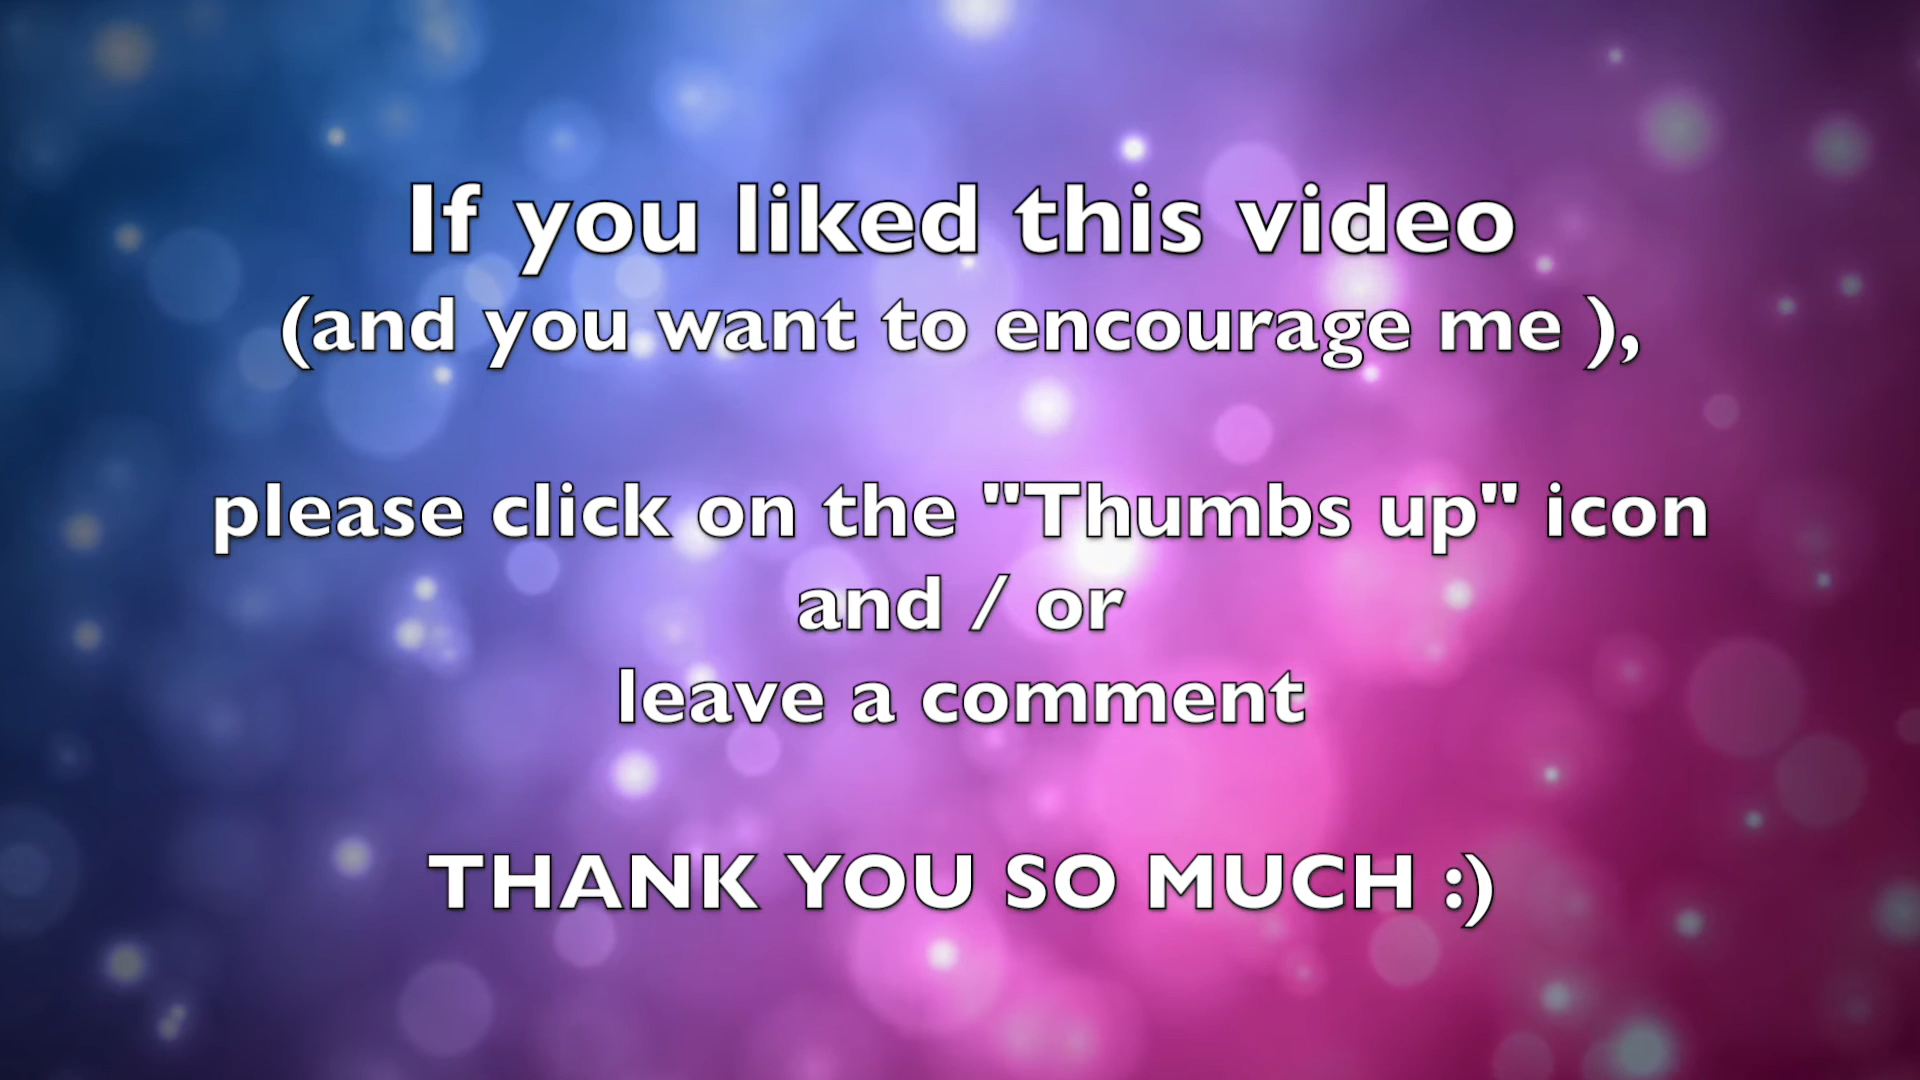 If you liked this video
(and you want to encourage me ),
please click on the "Thumbs up" icon
and / or
leave a comment
THANK YOU SO MUCH :)